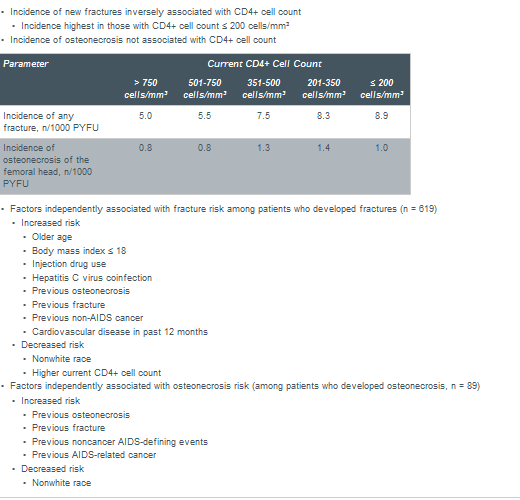 • Incidence of new fractures inversely associated with CD4+ cell count
• Incidence highest in those with CD4+ cell count ≤ 200 cells/mm³
• Incidence of osteonecrosis not associated with CD4+ cell count
Parameter Current CD4+ Cell Count
> 750 501-750 351-500 201-350 ≤ 200
cells/mm³ cells/mm³ cells/mm³ cells/mm³ cells/mm³
Incidence of any 5.0 5.5 7.5 8.3 8.9
fracture, n/1000 PYFU
Incidence of 0.8 0.8 1.3 1.4 1.0
osteonecrosis of the
femoral head, n/1000
PYFU
• Factors independently associated with fracture risk among patients who developed fractures (n = 619)
• Increased risk
• Older age
• Body mass index ≤ 18
• Injection drug use
• Hepatitis C virus coinfection
• Previous osteonecrosis
• Previous fracture
• Previous non-AIDS cancer
• Cardiovascular disease in past 12 months
• Decreased risk
• Nonwhite race
• Higher current CD4+ cell count
• Factors independently associated with osteonecrosis risk (among patients who developed osteonecrosis, n = 89)
• Increased risk
• Previous osteonecrosis
• Previous fracture
• Previous noncancer AIDS-defining events
• Previous AIDS-related cancer
• Decreased risk
• Nonwhite race